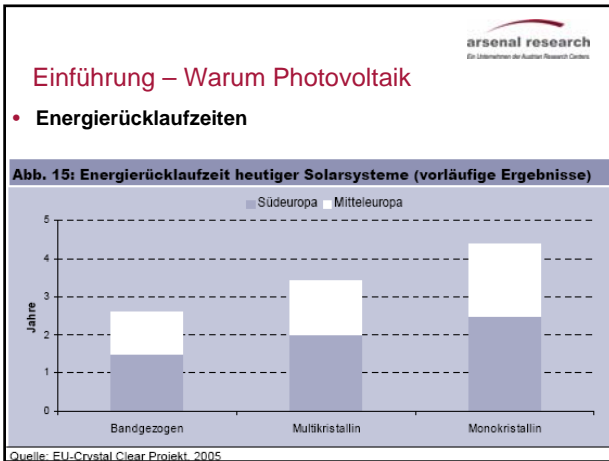 arsenal research
Ein Unternehmen der Austrian Research Centers.
Einführung – Warum Photovoltaik
• Energierücklaufzeiten
Abb. 15: Energierücklaufzeit heutiger Solarsysteme (vorläufige Ergebnisse)
Südeuropa Mitteleuropa
5
4
3
2
1
0
Jahre
Bandgezogen Multikristallin Monokristallin
Quelle: EU-Crystal Clear Projekt, 2005